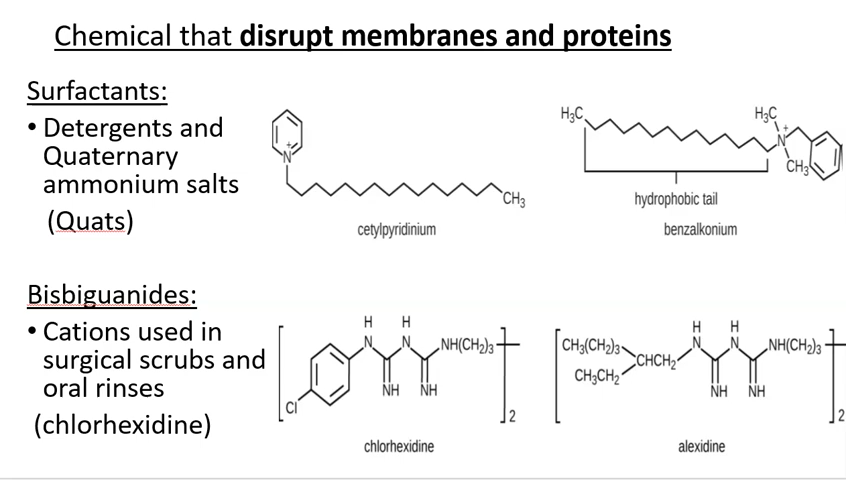 Chemical that disrupt membranes and proteins
Surfactants:
• Detergents and
Quaternary
ammonium salts
(Quats)
N+
CH3
cetylpyridinium
H3C
H3C
N+
CH3
hydrophobic tail
benzalkonium
Bisbiguanides:
• Cations used in
surgical scrubs and
oral rinses
(chlorhexidine)
H H
N N NH(CH2)3
NH NH
Cl
2
chlorhexidine
H H
CH3(CH2)3 N N NH(CH2)3
CHCH2
CH3CH2
NH NH
2
alexidine